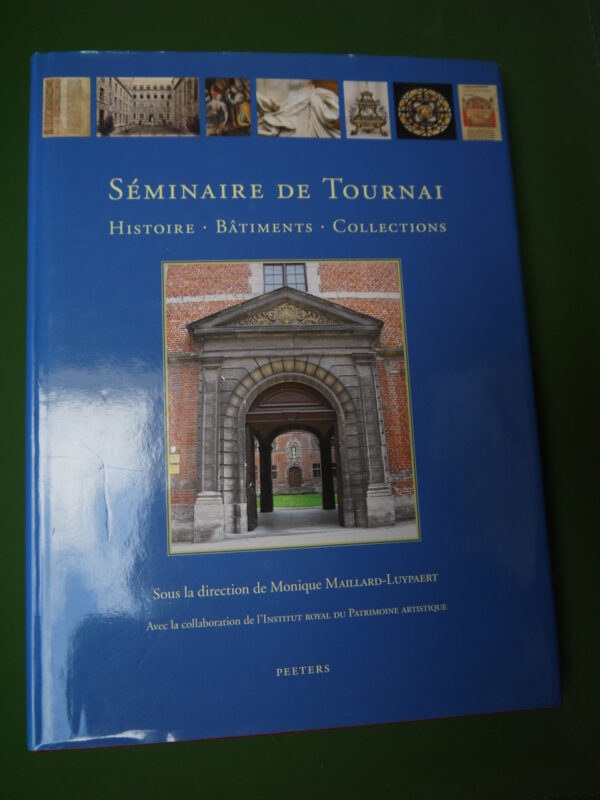 SÉMINAIRE DE TOURNAI
HISTOIRE · BÂTIMENTS · COLLECTIONS
Sous la direction de Monique MAILLARD-LUYPAERT
Avec la collaboration de l'INSTITUT ROYAL DU PATRIMOINE ARTISTIQUE
PEETERS